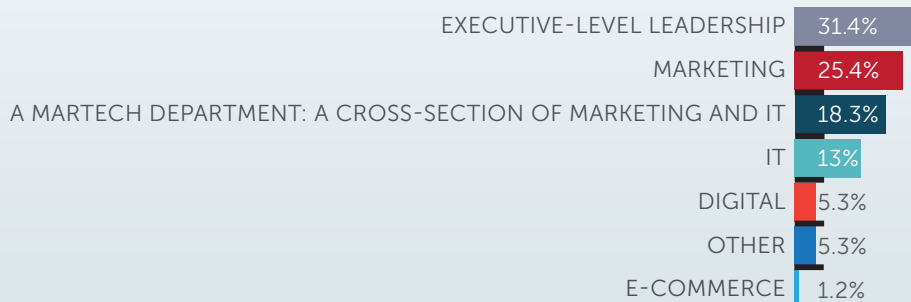 EXECUTIVE-LEVEL LEADERSHIP 31.4%
MARKETING 25.4%
A MARTECH DEPARTMENT: A CROSS-SECTION OF MARKETING AND IT 18.3%
IT 13%
DIGITAL 5.3%
OTHER 5.3%
E-COMMERCE 1.2%